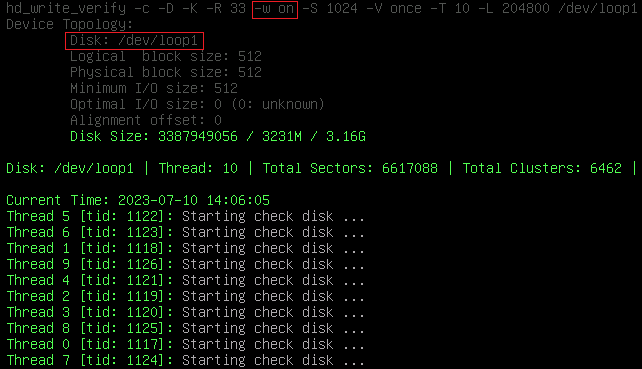 hd_write_verify -c -D -K -R 33 -w on -S 1024 -V once -T 10 -L 204800 /dev/loop1
Device Topology:
Disk: /dev/loop1
Logical  block size: 512
Physical block size: 512
Minimum I/O size: 512
Optimal I/O size: 0 (0: unknown)
Alignment offset: 0
Disk Size: 3387949056 / 3231M / 3.16G
Disk: /dev/loop1 | Thread: 10 | Total Sectors: 6617088 | Total Clusters: 6462 |
Current Time: 2023-07-10 14:06:05
Thread 5 [tid: 1122]: Starting check disk ...
Thread 6 [tid: 1123]: Starting check disk ...
Thread 1 [tid: 1118]: Starting check disk ...
Thread 9 [tid: 1126]: Starting check disk ...
Thread 4 [tid: 1121]: Starting check disk ...
Thread 2 [tid: 1119]: Starting check disk ...
Thread 3 [tid: 1120]: Starting check disk ...
Thread 8 [tid: 1125]: Starting check disk ...
Thread 0 [tid: 1117]: Starting check disk ...
Thread 7 [tid: 1124]: Starting check disk ...